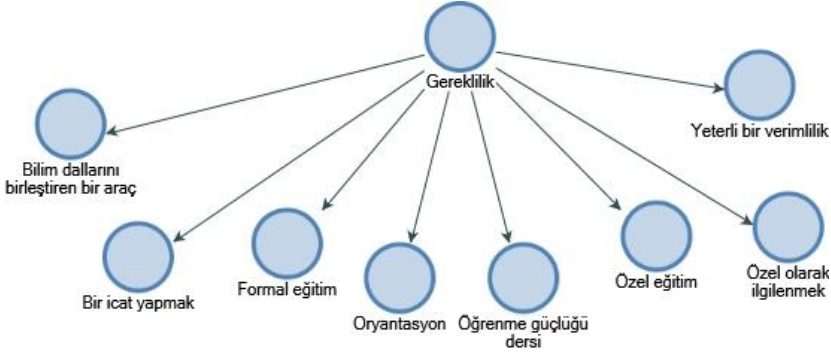 Gereklilik
Bilim dallarını
birleştiren bir araç
Bir icat yapmak
Formal eğitim
Oryantasyon
Öğrenme güçlüğü
dersi
Özel eğitim
Özel olarak
ilgilenmek
Yeterli bir verimlilik